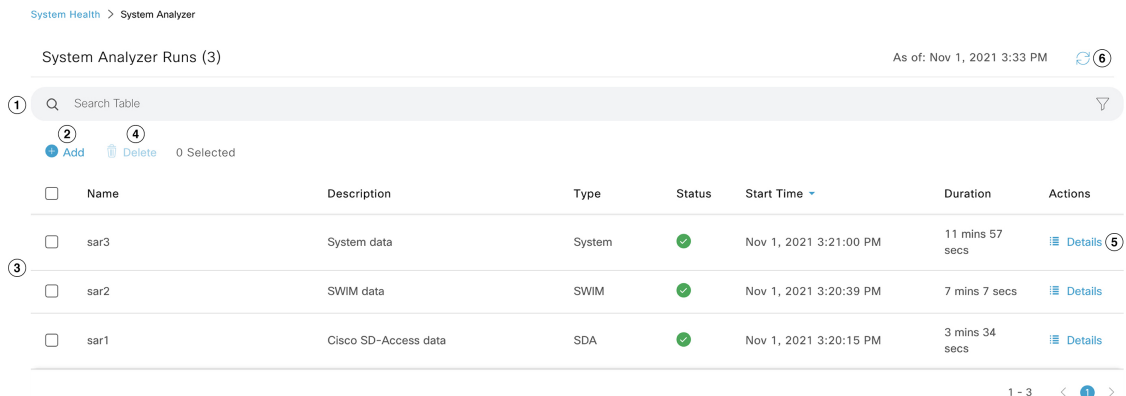 System Health > System Analyzer
System Analyzer Runs (3)
As of: Nov 1, 2021 3:33 PM
6
1
Search Table
2
4
Add
Delete
0 Selected
Name Description Type Status Start Time Duration Actions
sar3 System data System Nov 1, 2021 3:21:00 PM 11 mins 57 secs Details 5
3
sar2 SWIM data SWIM Nov 1, 2021 3:20:39 PM 7 mins 7 secs Details
sar1 Cisco SD-Access data SDA Nov 1, 2021 3:20:15 PM 3 mins 34 secs Details
1 - 3 < 1 >